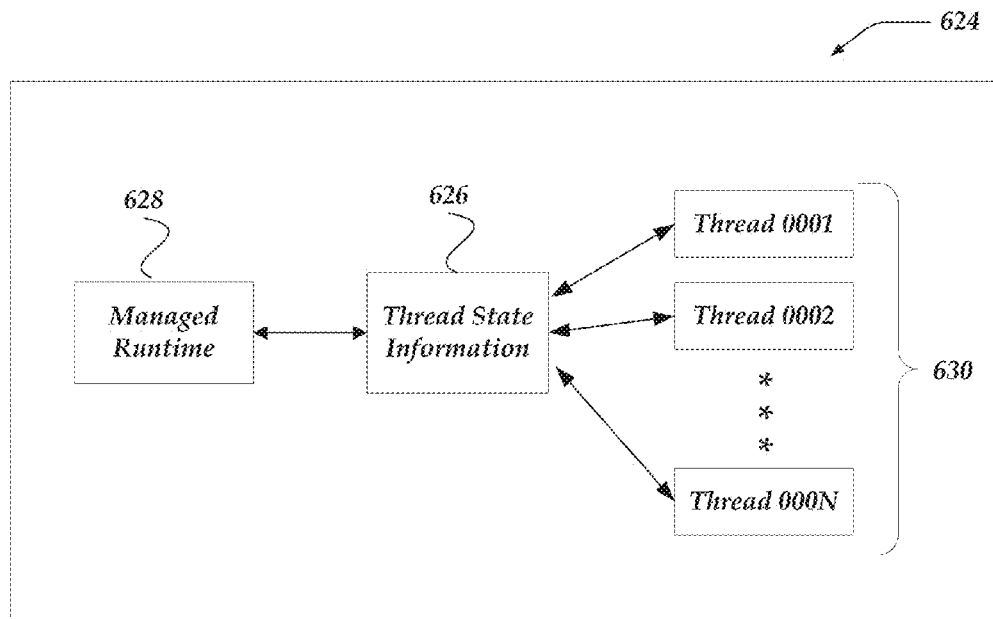 624
628
626
Managed
Runtime
Thread State
Information
Thread 0001
Thread 0002
*
*
*
Thread 000N
630